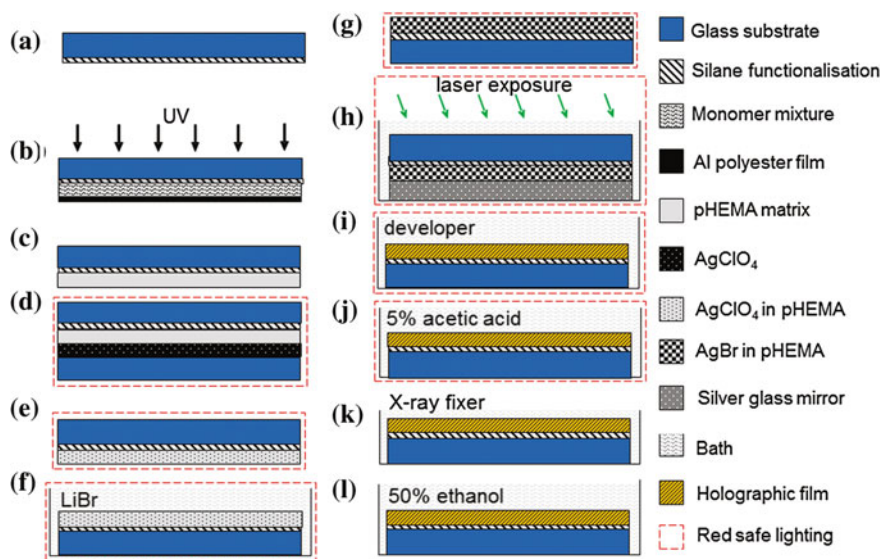 (a)
UV
(b)
(c)
(d)
(e)
(f)
LiBr
(g)
laser exposure
(h)
(i)
developer
(j)
5% acetic acid
(k)
X-ray fixer
(l)
50% ethanol
Glass substrate
Silane functionalisation
Monomer mixture
Al polyester film
pHEMA matrix
AgClO₄
AgClO₄ in pHEMA
AgBr in pHEMA
Silver glass mirror
Bath
Holographic film
Red safe lighting